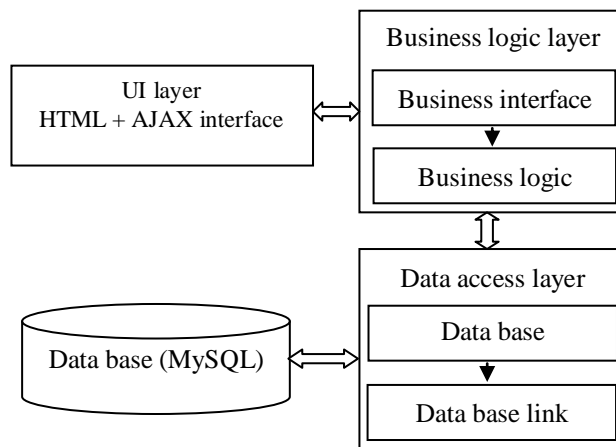 UI layer
HTML + AJAX interface
Business logic layer
Business interface
Business logic
Data access layer
Data base
Data base link
Data base (MySQL)